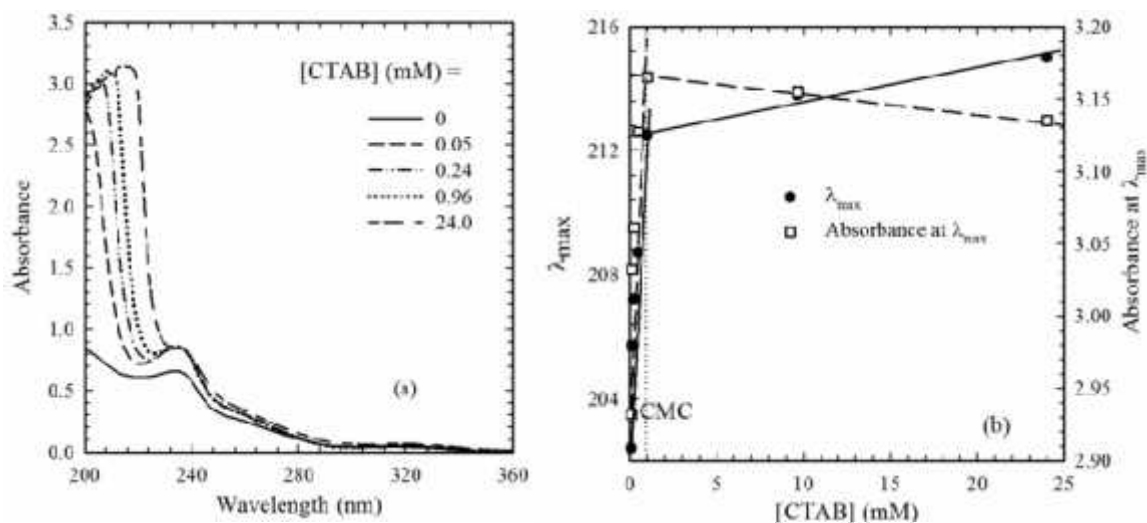 3.5
3.0
2.5
2.0
1.5
1.0
0.5
0.0
Absorbance
[CTAB] (mM) =
0
0.05
0.24
0.96
24.0
(a)
200 240 280 320 360
Wavelength (nm)
216
212
208
204
λmax
λmax
Absorbance at λmax
CMC
(b)
0 5 10 15 20 25
[CTAB] (mM)
3.20
3.15
3.10
3.05
3.00
2.95
2.90
Absorbance at λmax